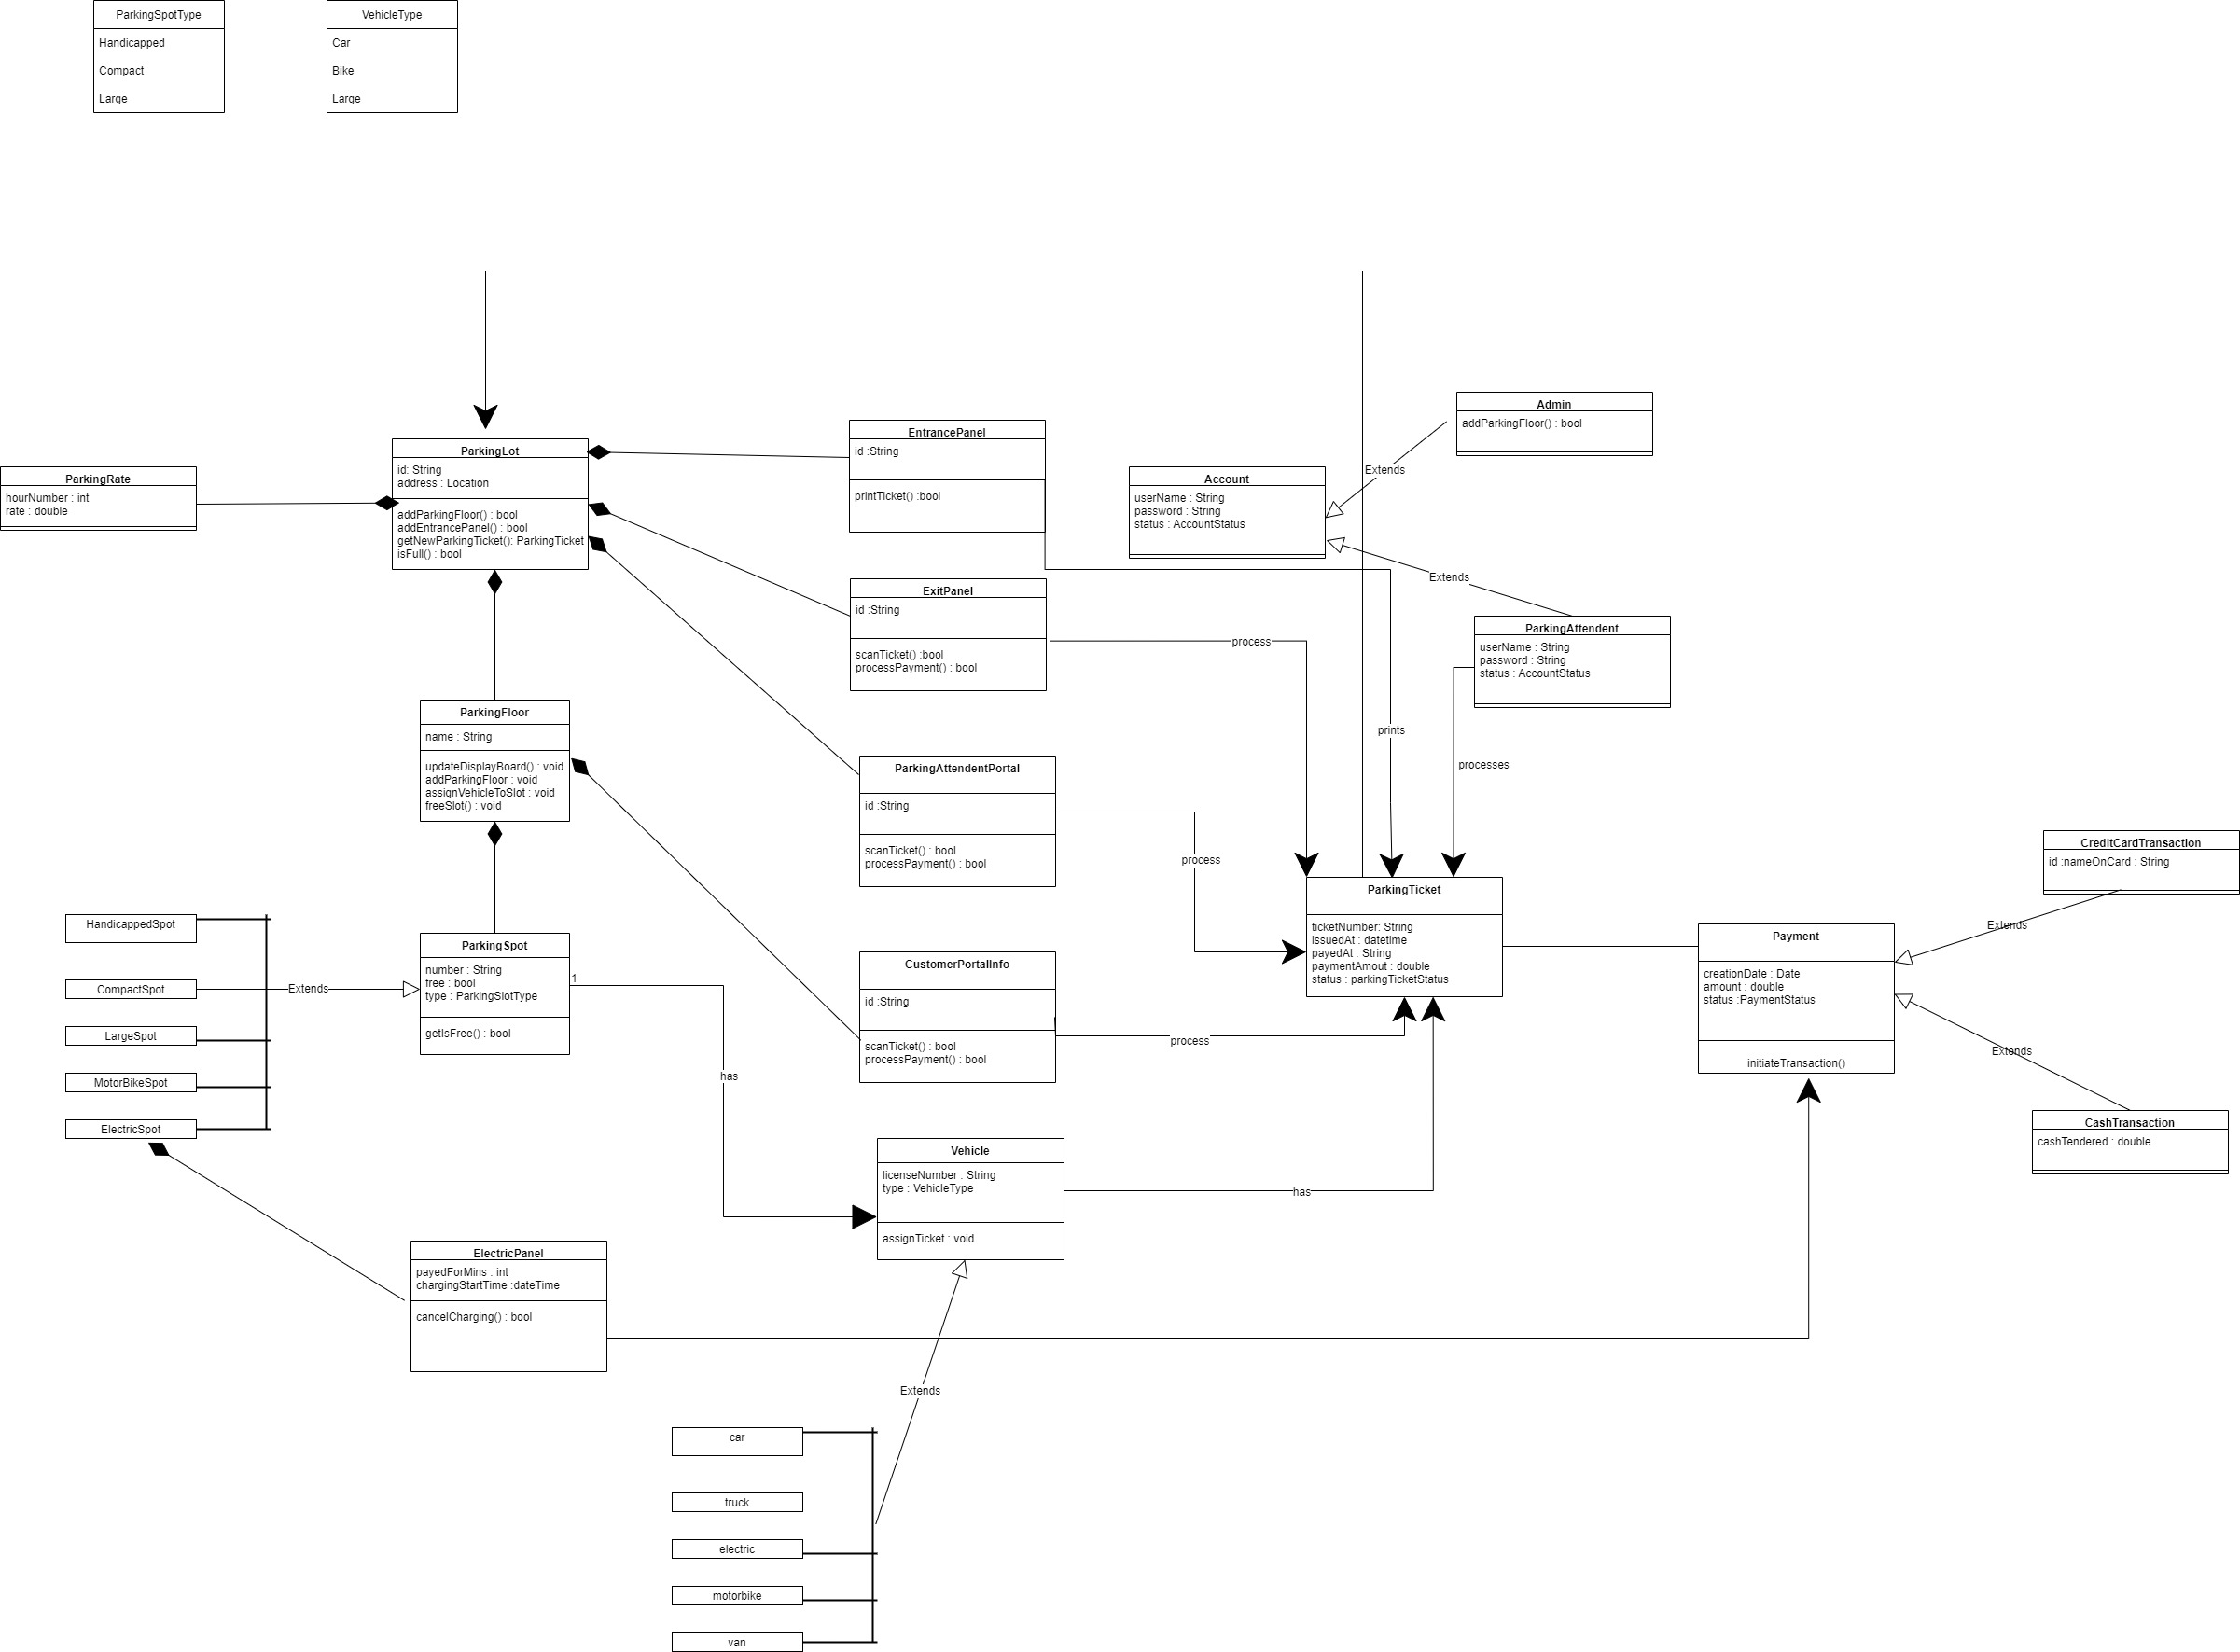 ParkingSpotType
Handicapped
Compact
Large
VehicleType
Car
Bike
Large
ParkingLot
id: String
address : Location
addParkingFloor() : bool
addEntrancePanel() : bool
getNewParkingTicket(): ParkingTicket
isFull() : bool
ParkingRate
hourNumber : int
rate : double
EntrancePanel
id :String
printTicket() :bool
Account
userName : String
password : String
status : AccountStatus
Admin
addParkingFloor() : bool
Extends
Extends
ExitPanel
id :String
scanTicket() :bool
processPayment() : bool
process
ParkingAttendent
userName : String
password : String
status : AccountStatus
prints
processes
ParkingFloor
name : String
updateDisplayBoard() : void
addParkingFloor : void
assignVehicleToSlot : void
freeSlot() : void
ParkingAttendentPortal
id :String
scanTicket() : bool
processPayment() : bool
process
ParkingTicket
ticketNumber: String
issuedAt : datetime
payedAt : String
paymentAmout : double
status : parkingTicketStatus
CreditCardTransaction
id :nameOnCard : String
Extends
Payment
creationDate : Date
amount : double
status :PaymentStatus
initiateTransaction()
Extends
CashTransaction
cashTendered : double
HandicappedSpot
CompactSpot
LargeSpot
MotorBikeSpot
ElectricSpot
Extends
ParkingSpot
number : String
free : bool
type : ParkingSlotType
getIsFree() : bool
1
has
CustomerPortalInfo
id :String
scanTicket() : bool
processPayment() : bool
process
Vehicle
licenseNumber : String
type : VehicleType
assignTicket : void
has
ElectricPanel
payedForMins : int
chargingStartTime :dateTime
cancelCharging() : bool
Extends
car
truck
electric
motorbike
van